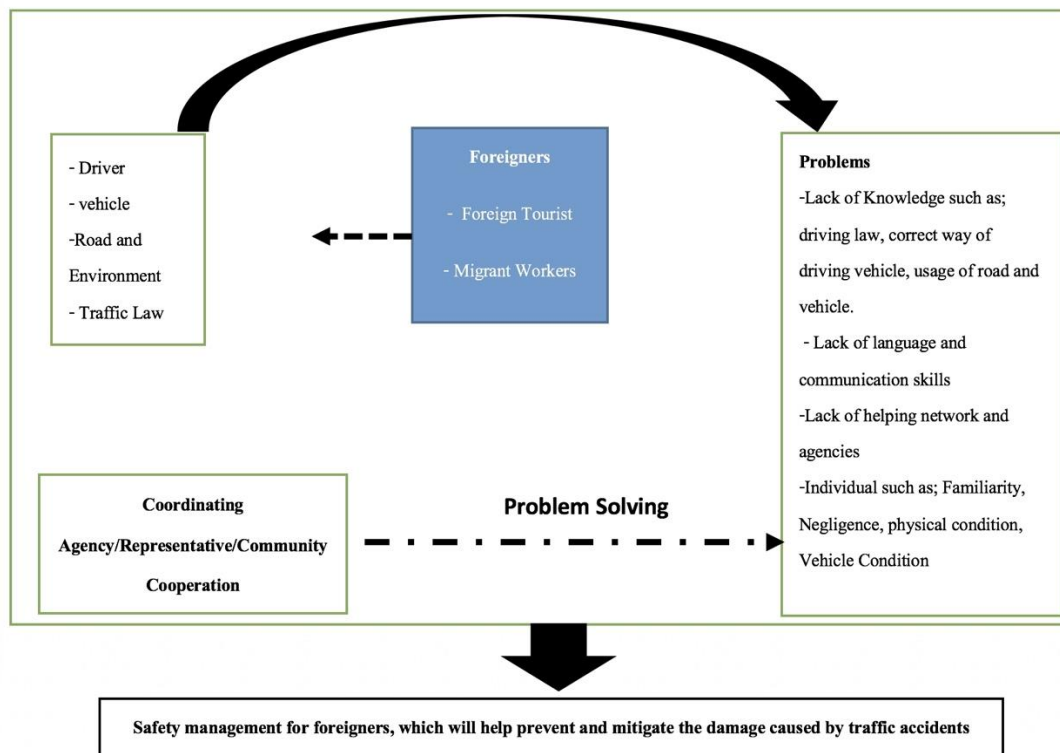 - Driver
- vehicle
-Road and
Environment
- Traffic Law
Foreigners
- Foreign Tourist
- Migrant Workers
Problems
-Lack of Knowledge such as;
driving law, correct way of
driving vehicle, usage of road and
vehicle.
- Lack of language and
communication skills
-Lack of helping network and
agencies
-Individual such as; Familiarity,
Negligence, physical condition,
Vehicle Condition
Coordinating
Agency/Representative/Community
Cooperation
Problem Solving
Safety management for foreigners, which will help prevent and mitigate the damage caused by traffic accidents